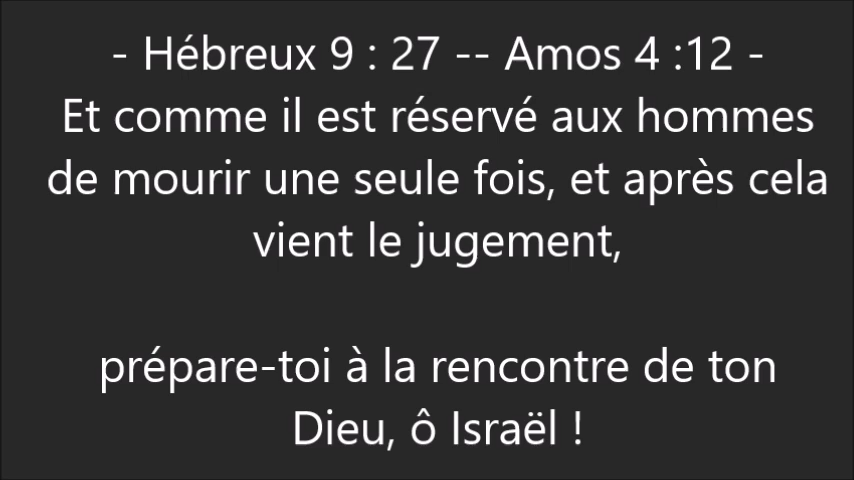 - Hébreux 9 : 27 -- Amos 4 :12 -
Et comme il est réservé aux hommes
de mourir une seule fois, et après cela
vient le jugement,
prépare-toi à la rencontre de ton
Dieu, ô Israël !